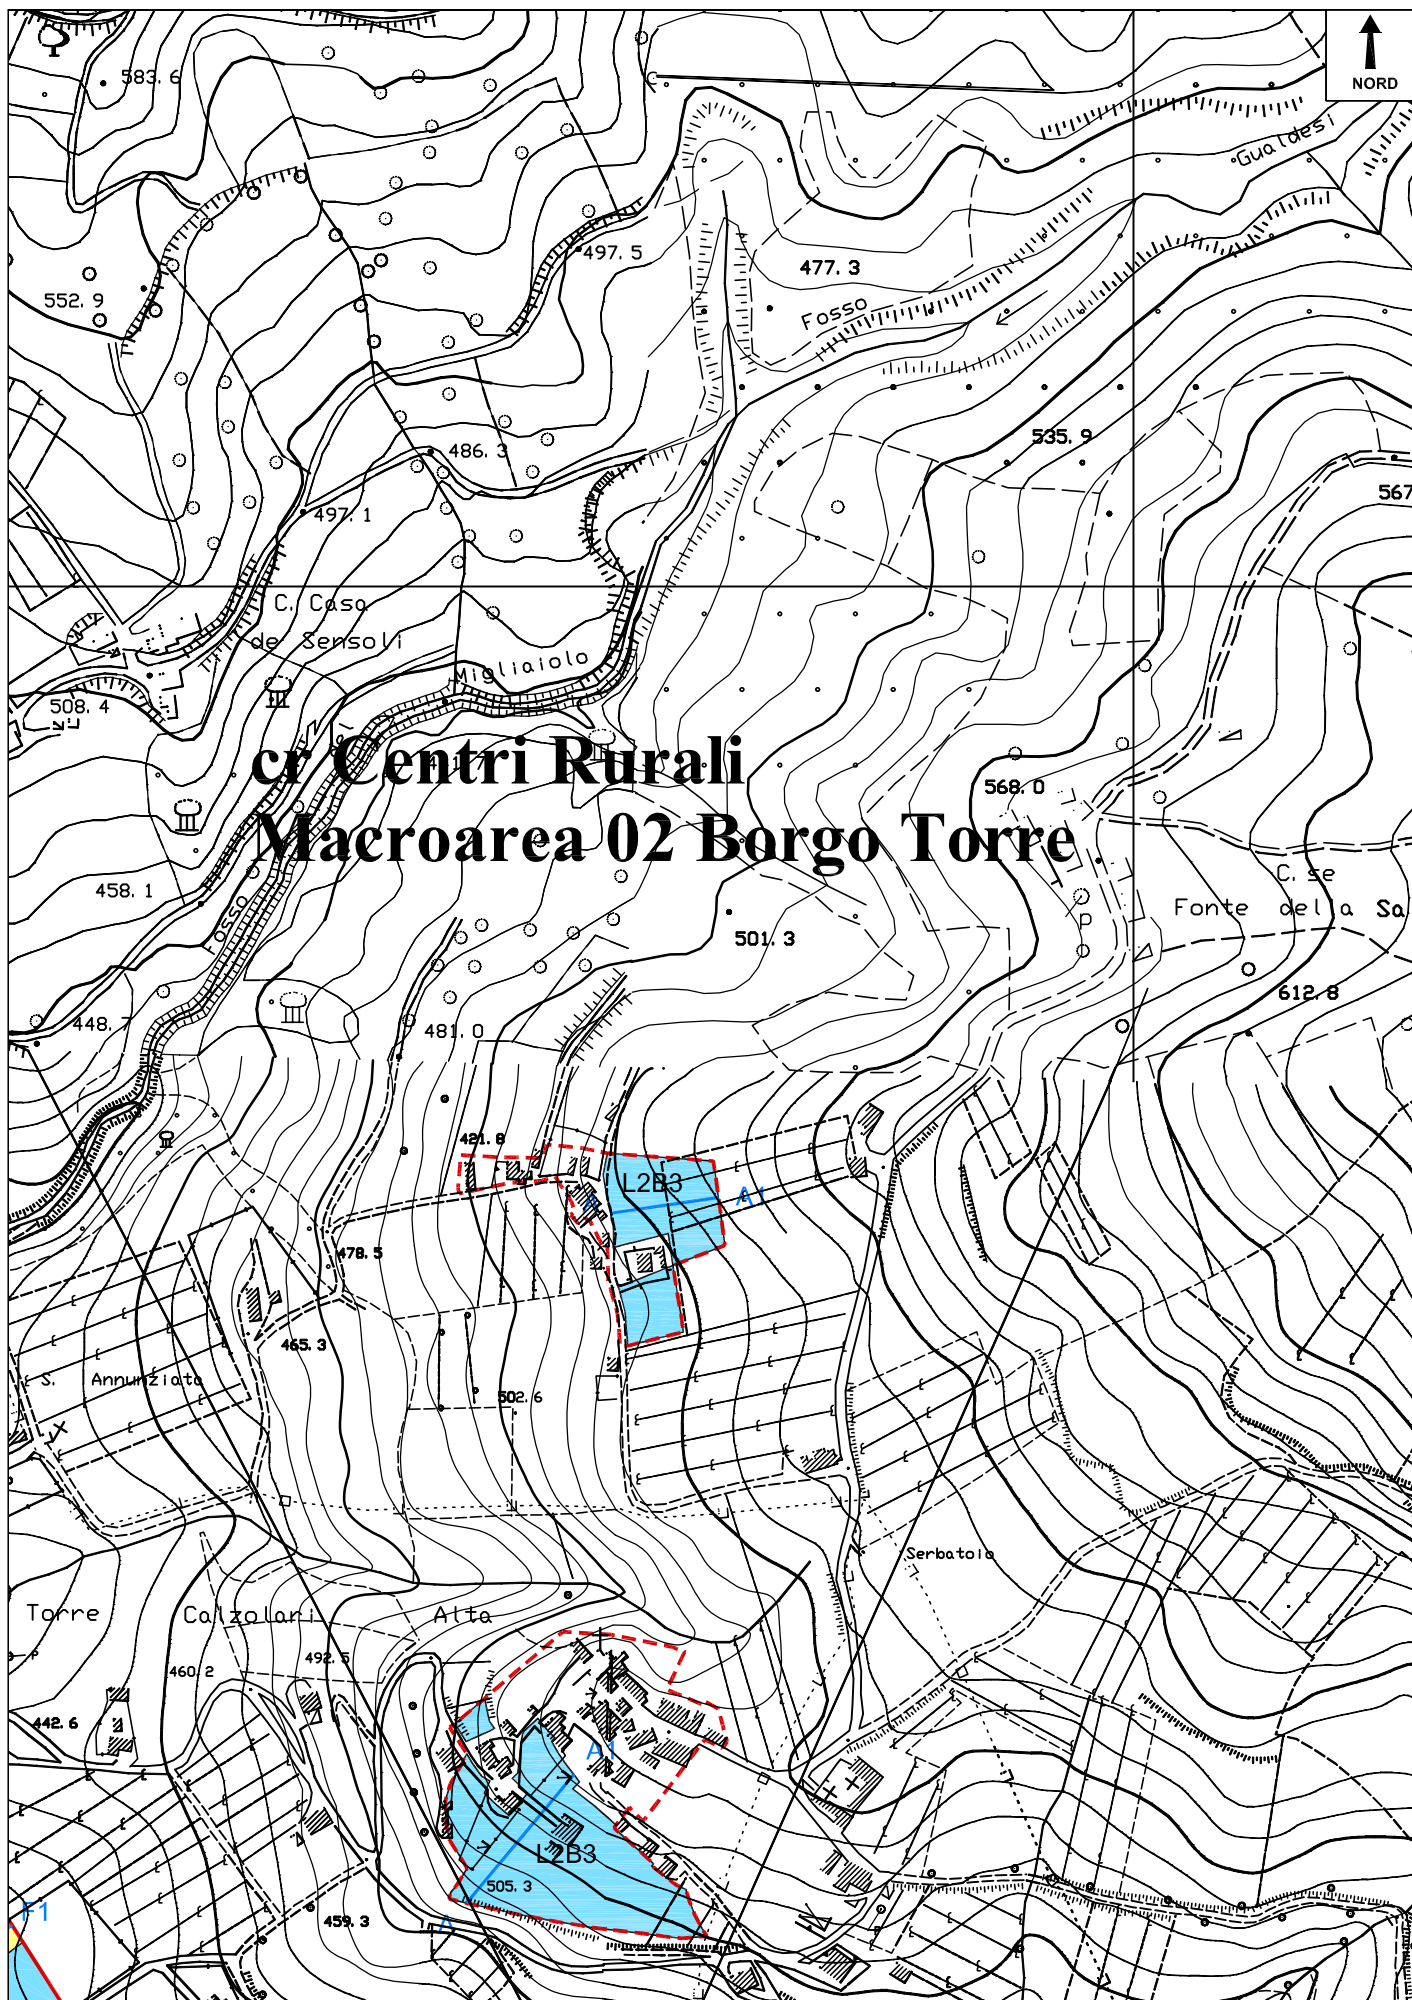 583. 6
NORD
Gualdesi
497. 5
477. 3
552. 9
Fosso
535. 9
486. 3
567
497. 1
C. Casa
de Sensoli
Migliaiolo
508. 4
cr Centri Rurali
568. 0
Macroarea 02 Borgo Torre
458. 1
C. se
Fonte della Sa
Fosso
501. 3
612. 8
448. 7
481. 0
421. 8
L2B3
A1
478. 5
465. 3
S. Annunziata
502. 6
Serbatoio
Torre Calzolari Alta
P
460. 2
492. 5
442. 6
A1
L2B3
505. 3
F1
459. 3
A